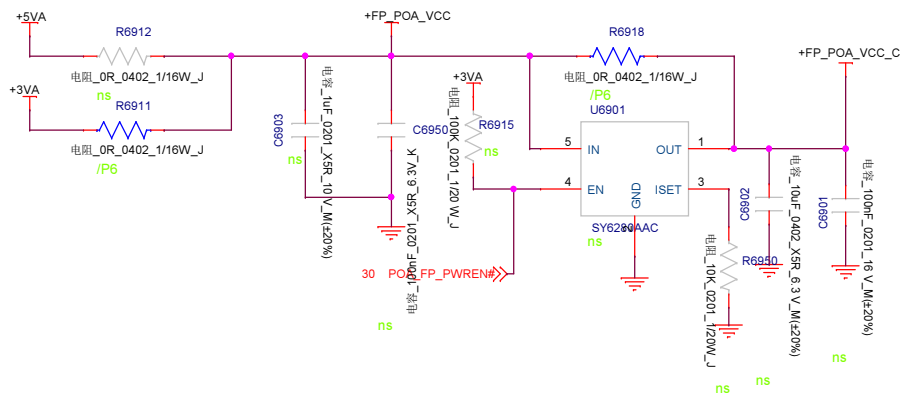 +5VA
R6912
电阻_0R_0402_1/16W_J
ns
+3VA
R6911
电阻_0R_0402_1/16W_J
/P6
+FP_POA_VCC
C6903
电容_1uF_0201_X5R_10V_M(±20%)
ns
C6950
电容_100nF_0201_X5R_6.3V_K
ns
+3VA
R6915
电阻_100K_0201_1/20W_J
ns
30 POA_FP_PWREN#
R6918
电阻_0R_0402_1/16W_J
/P6
U6901
5 IN OUT 1
4 EN ISET 3
GND
2
SY6280AAC
ns
R6950
电阻_10K_0201_1/20W_J
ns
+FP_POA_VCC_C
C6902
电容_10uF_0402_X5R_6.3V_M(±20%)
ns
C6901
电容_100nF_0201_16V_M(±20%)
ns